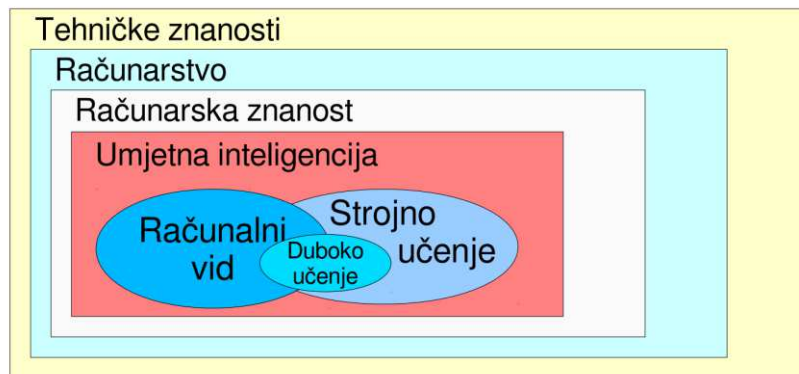 Tehničke znanosti
Računarstvo
Računarska znanost
Umjetna inteligencija
Računalni
vid
Strojno
učenje
Duboko
učenje